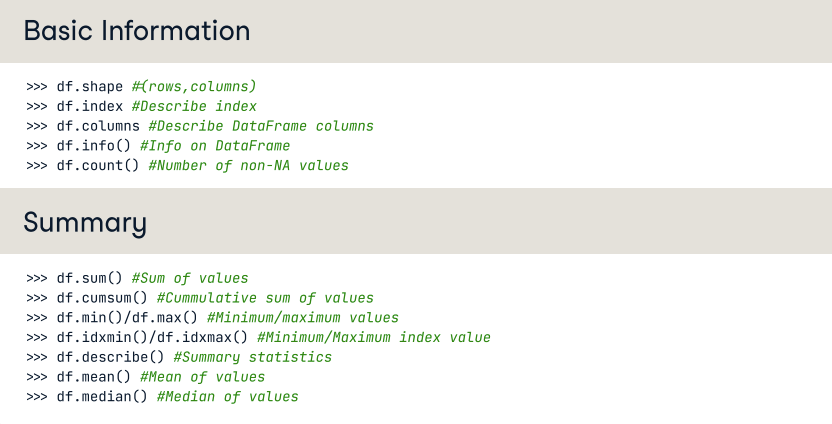 Basic Information
>>> df.shape #(rows,columns)
>>> df.index #Describe index
>>> df.columns #Describe DataFrame columns
>>> df.info() #Info on DataFrame
>>> df.count() #Number of non-NA values
Summary
>>> df.sum() #Sum of values
>>> df.cumsum() #Cummulative sum of values
>>> df.min()/df.max() #Minimum/maximum values
>>> df.idxmin()/df.idxmax() #Minimum/Maximum index value
>>> df.describe() #Summary statistics
>>> df.mean() #Mean of values
>>> df.median() #Median of values